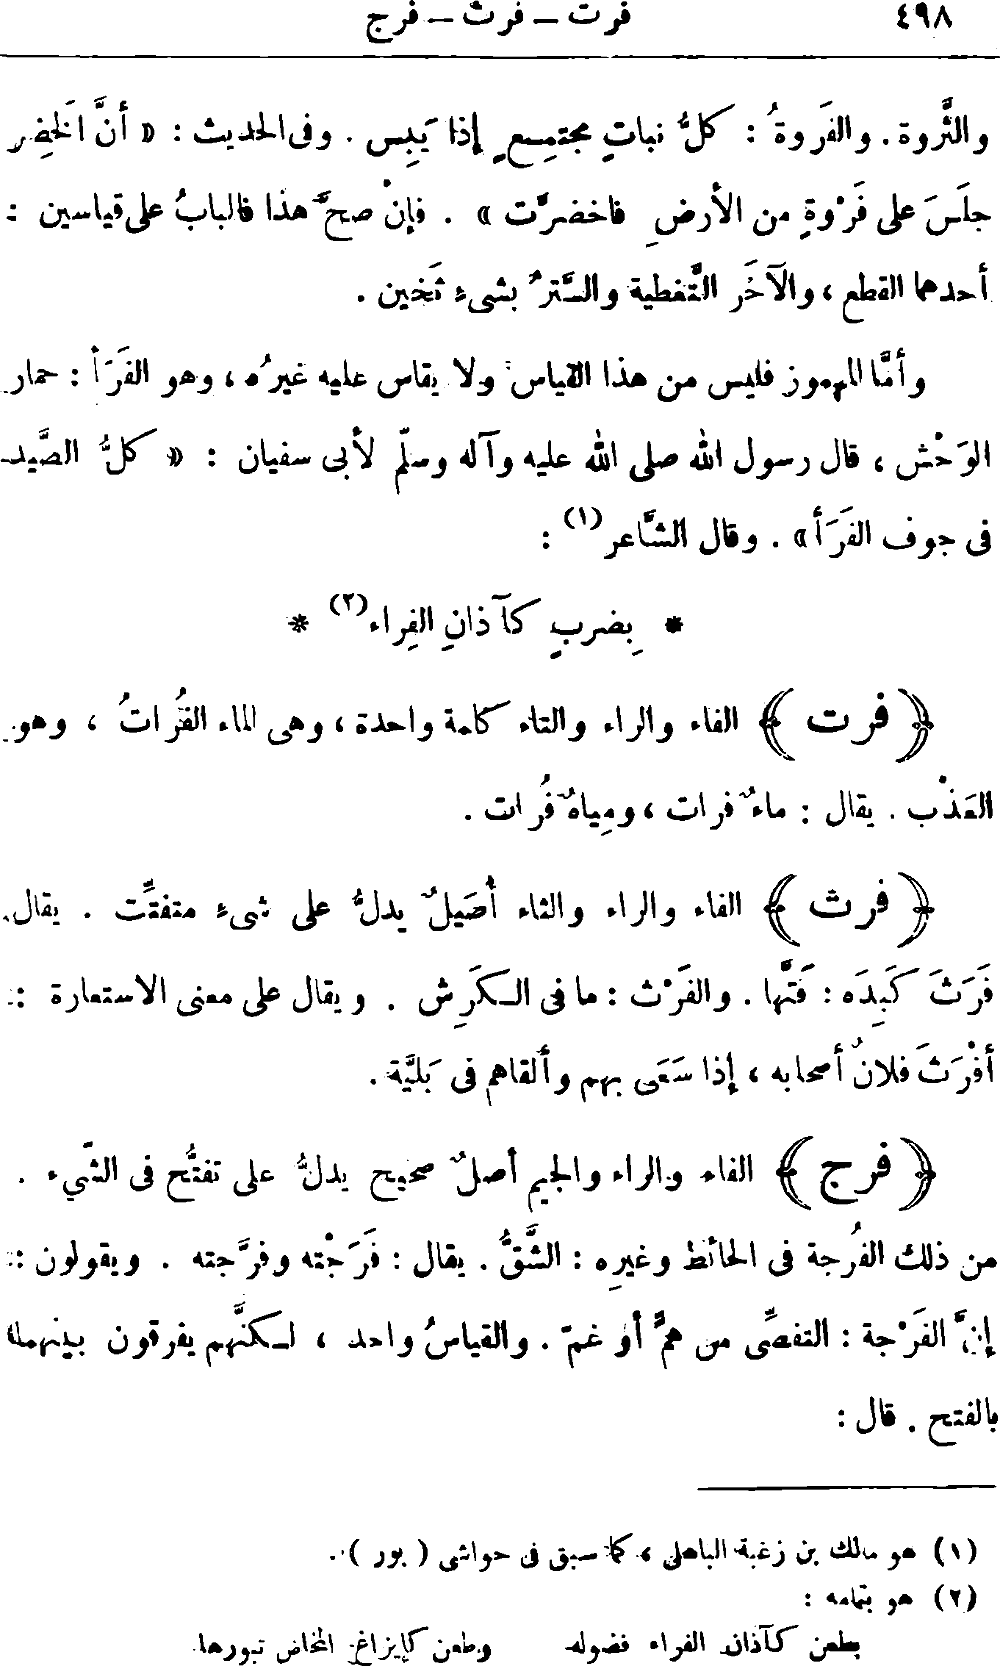 ٤٩٨
فرت – فرث – فرج
والثَّروة. والفَروةُ : كلُّ نباتٍ مجتمِعٍ إذا يَبِس . وفى الحديث : « أنَّ الخَضِر
جلَسَ على فَرْوةٍ من الأرضِ فاخضرَّت » . فإنْ صحَّ هذا فالبابُ على قياسين :
أحدهما القطع ، والآخَر التَّغطية والسَّترُ بشىءٍ ثَخين .
وأمَّا المهموز فليس من هذا القياس ولا يقاس عليه غيرُه ، وهو الفَرَأ : حمار
الوَحْش ، قال رسول الله صلى الله عليه وآله وسلّم لأبى سفيان : « كلُّ الصَّيد
فى جوف الفَرَأ » . وقال الشَّاعر (١) :
* بِضربٍ كآذانِ الفِراء (٢) *
﴿ فرت ﴾ الفاء والراء والتاء كلمة واحدة ، وهى الماء الفُرَاتُ ، وهو
العَذْب . يقال : ماءٌ فرات ، ومِياهٌ فُرات .
﴿ فرث ﴾ الفاء والراء والثاء أُصَيلٌ يدلُّ على شىءٍ متفتِّت . يقال
فَرَثَ كَبِدَه : فَتَّها . والفَرْث : ما فى الكَرِش . ويقال على معنى الاستعارة :
أفْرَثَ فلانٌ أصحابه ، إذا سَعَى بهم وألقاهم فى بَلِيَّة .
﴿ فرج ﴾ الفاء والراء والجيم أصلٌ صحيح يدلُّ على تفتُّح فى الشّىء .
من ذلك الفُرجة فى الحائط وغيرِه : الشَّقُّ . يقال : فَرَجْته وفرَّجته . ويقولون :
إنَّ الفَرْجة : التفصِّى من همٍّ أو غمّ . والقياسُ واحد ، لكنَّهم يفرقون بينهما
بالفتح . قال :
(١) هو مالك بن زغبة الباهلى ، كما سبق فى حواشى ( بور ) .
(٢) هو بتمامه :
بطعن كآذان الفراء فضوله وطعن كإيزاغ المخاض تبورها